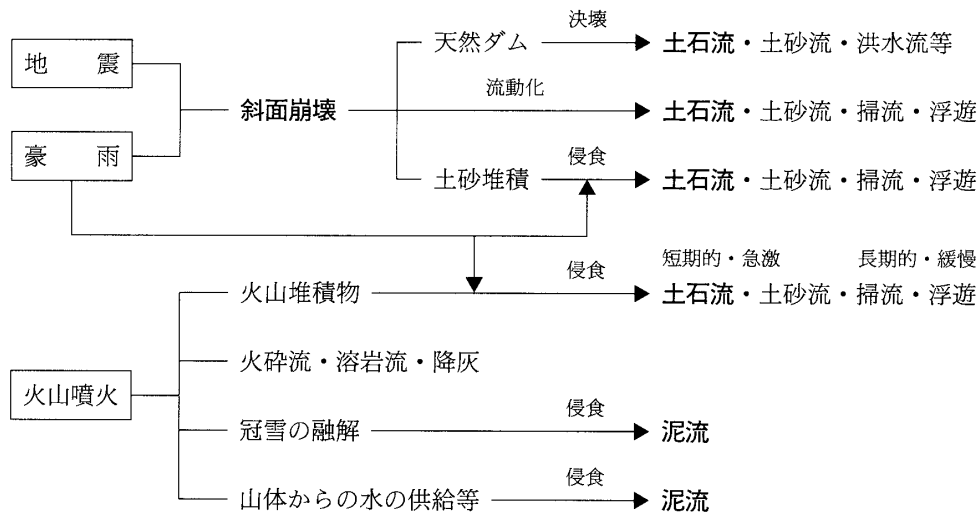 決壊
地 震
天然ダム
土石流・土砂流・洪水流等
流動化
斜面崩壊
土石流・土砂流・掃流・浮遊
豪 雨
侵食
土砂堆積
土石流・土砂流・掃流・浮遊
短期的・急激 長期的・緩慢
侵食
火山堆積物
土石流・土砂流・掃流・浮遊
火砕流・溶岩流・降灰
火山噴火
侵食
冠雪の融解
泥流
侵食
山体からの水の供給等
泥流